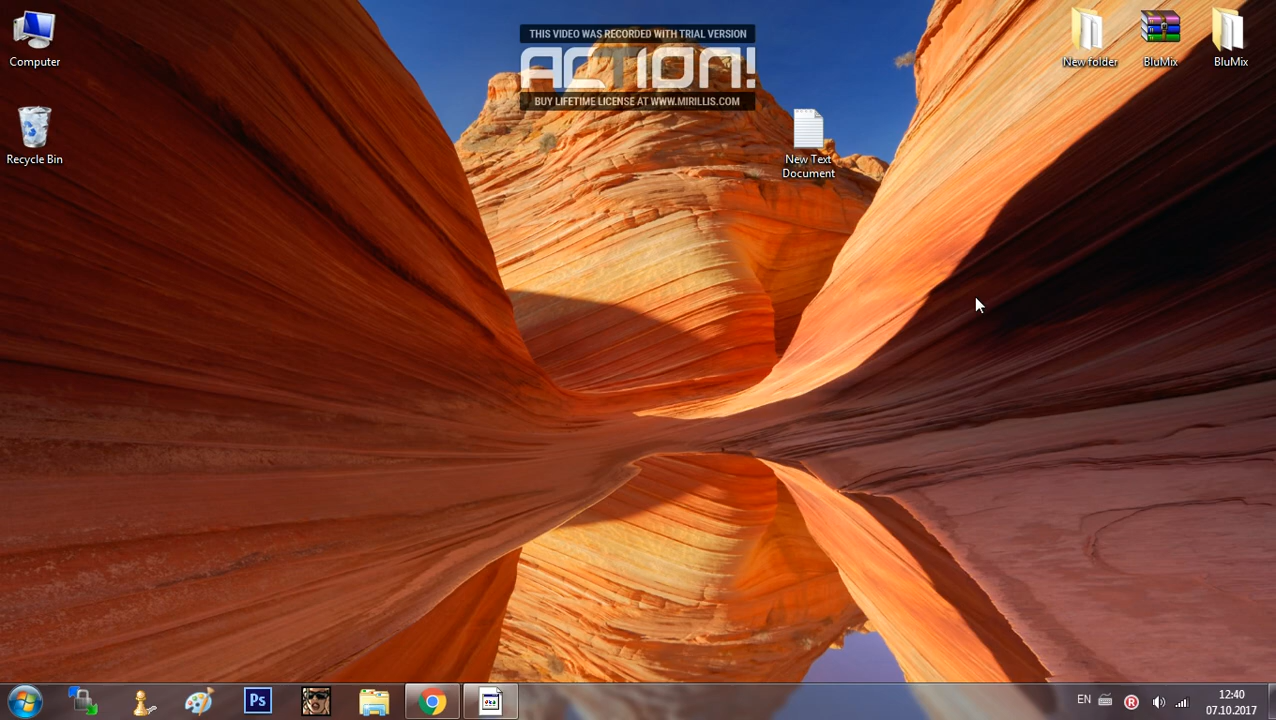 THIS VIDEO WAS RECORDED WITH TRIAL VERSION
ACTION!
BUY LIFETIME LICENSE AT WWW.MIRILLIS.COM
Computer
New folder
BluMix
BluMix
Recycle Bin
New Text
Document
Ps
EN
12:40
07.10.2017